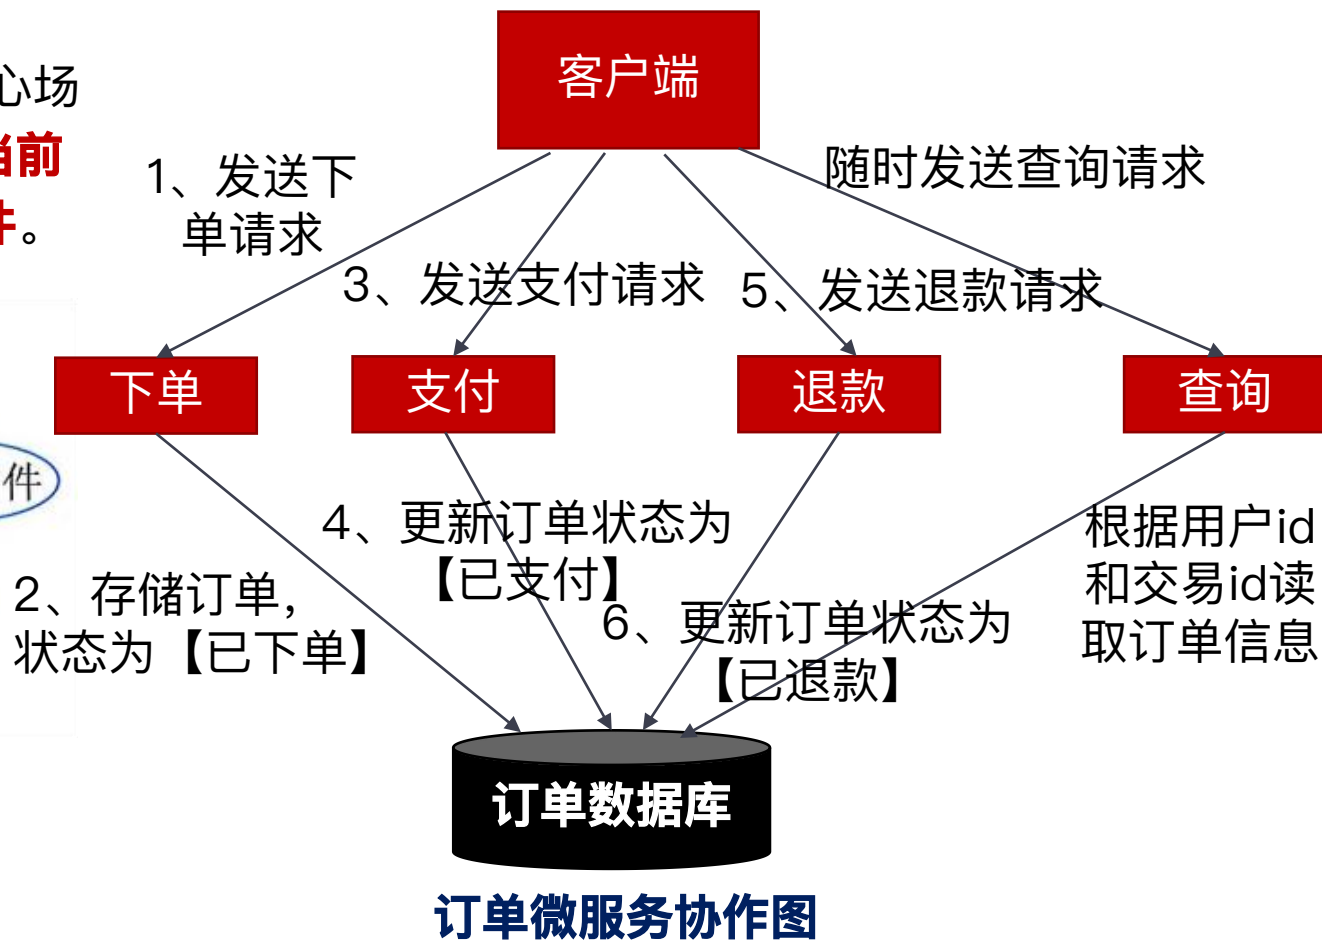 客户端
心场
当前
件。
1、发送下
单请求
随时发送查询请求
3、发送支付请求
5、发送退款请求
下单
支付
退款
查询
件
4、更新订单状态为
【已支付】
根据用户id
和交易id读
取订单信息
2、存储订单，
状态为【已下单】
6、更新订单状态为
【已退款】
订单数据库
订单微服务协作图